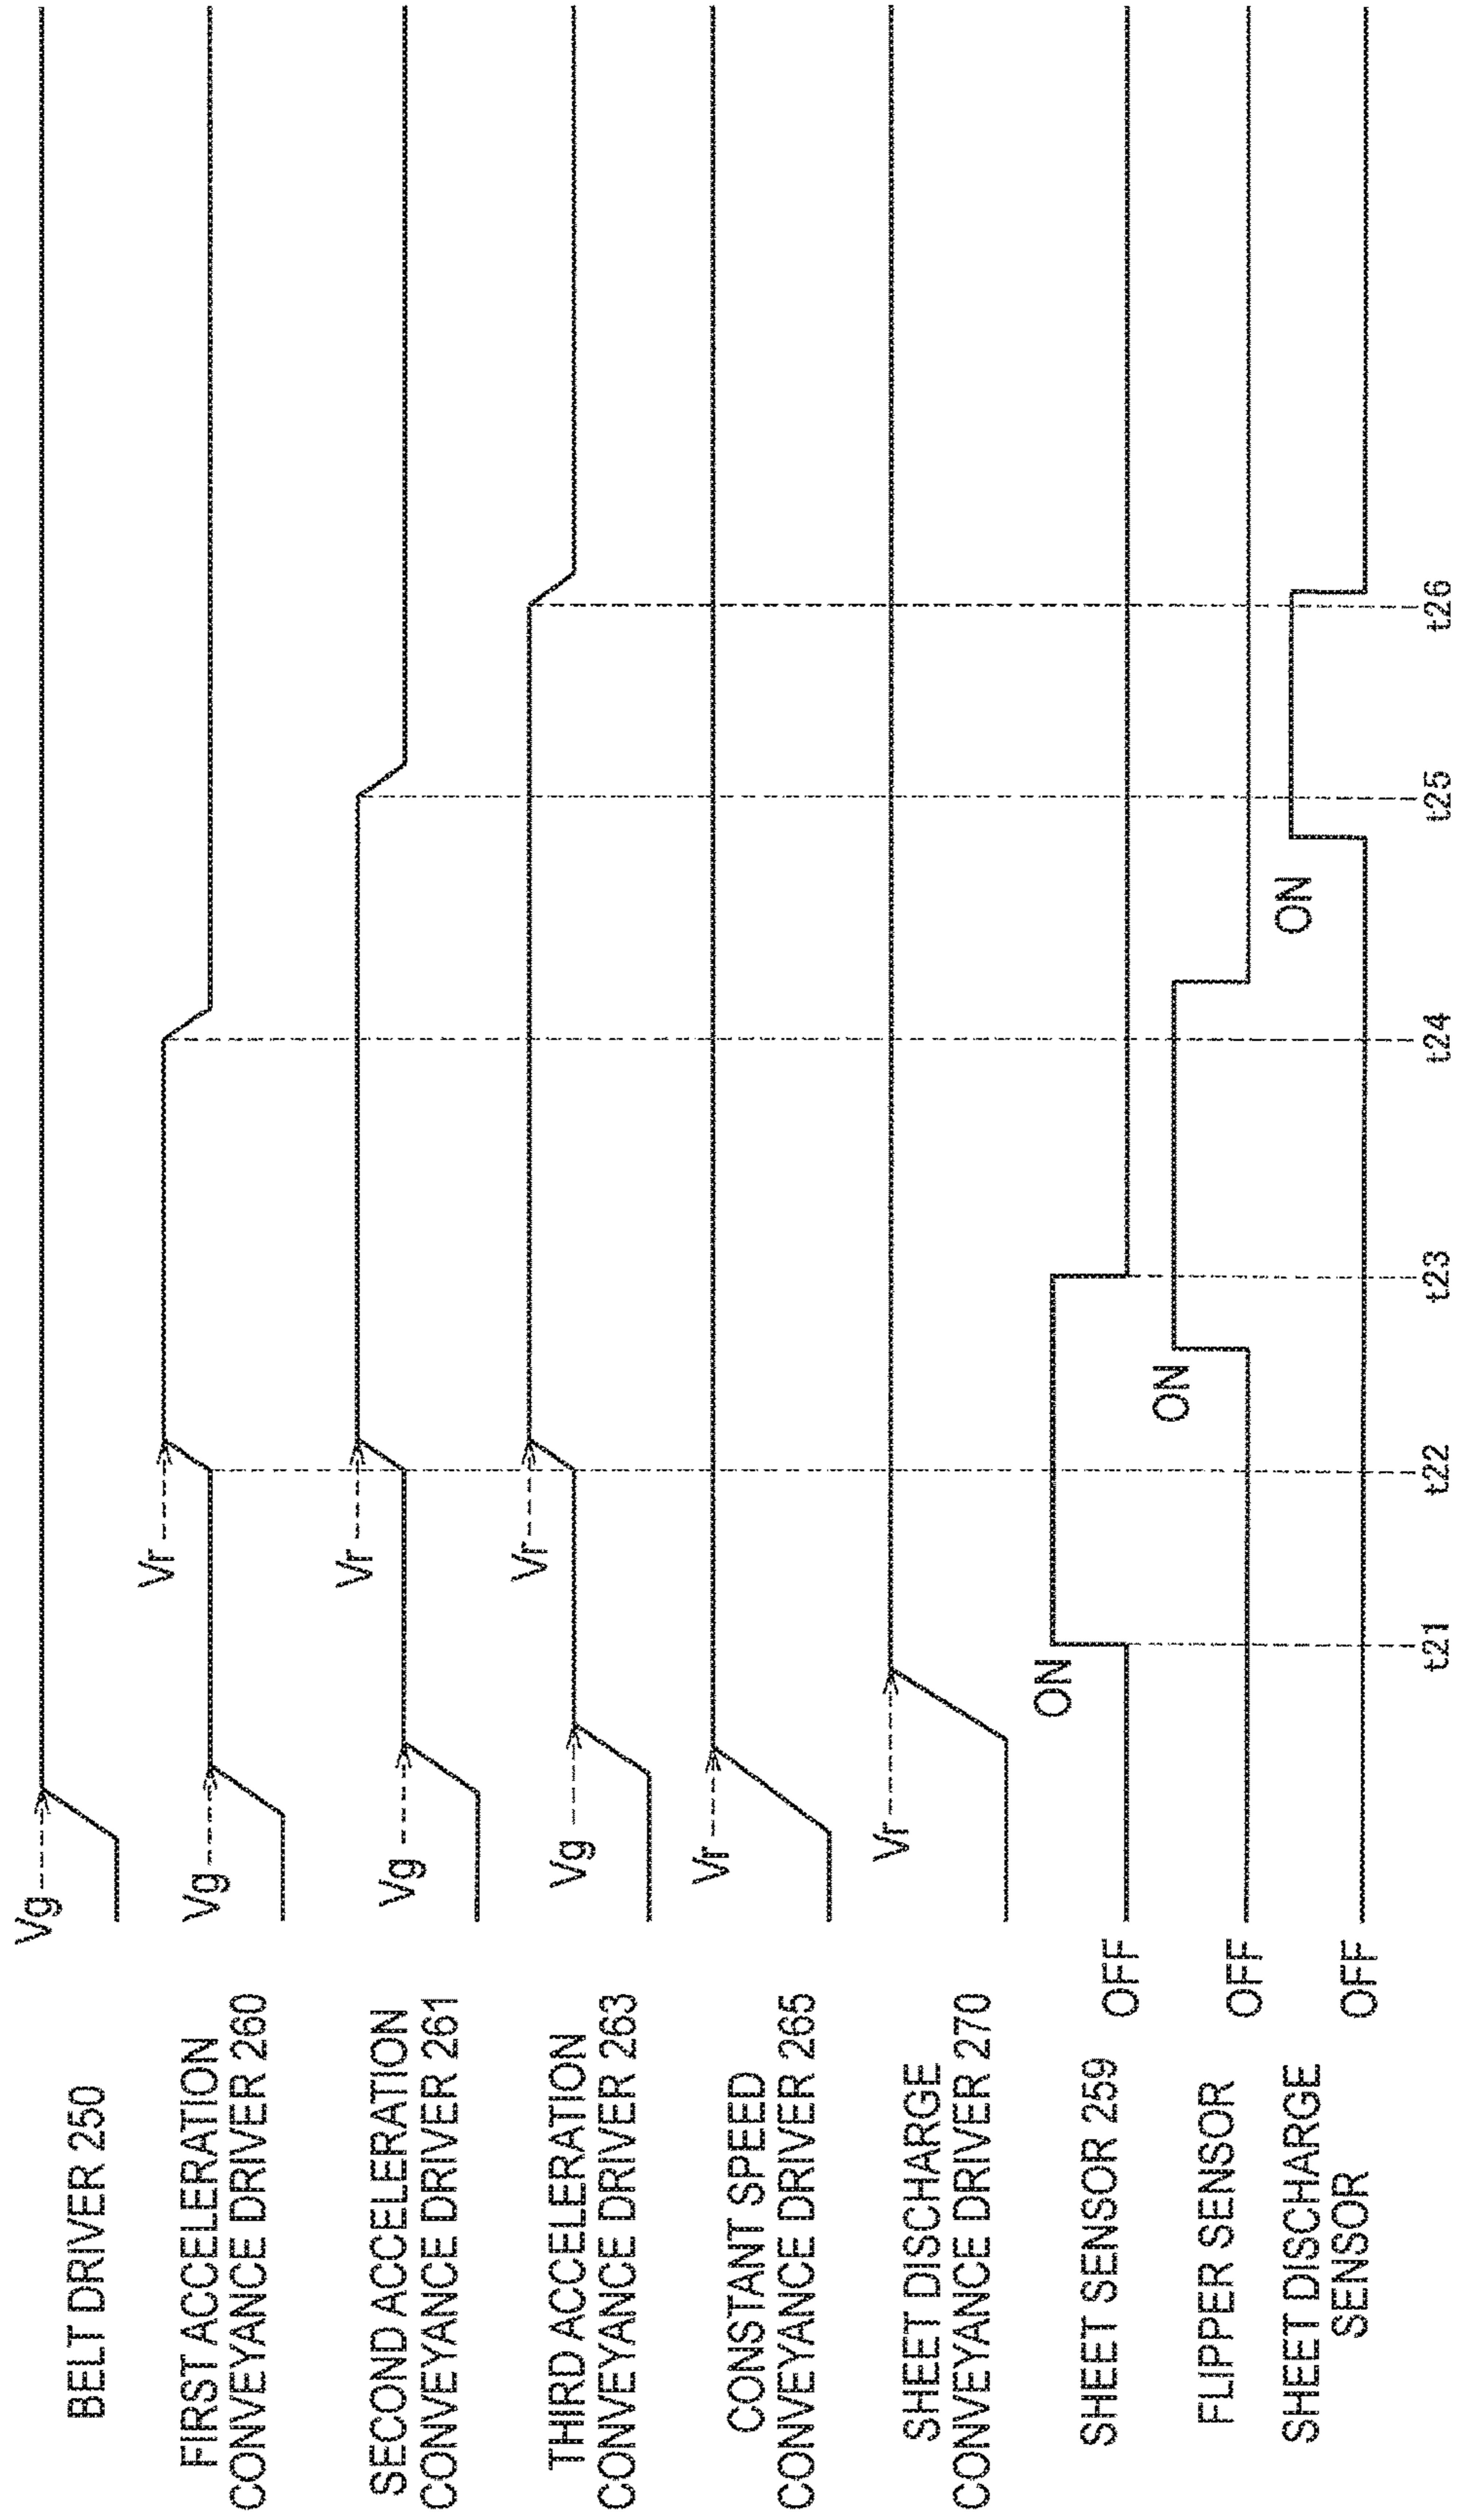 BELT DRIVER 250
Vg
FIRST ACCELERATION
CONVEYANCE DRIVER 260
Vg
Vr
SECOND ACCELERATION
CONVEYANCE DRIVER 261
Vg
Vr
THIRD ACCELERATION
CONVEYANCE DRIVER 263
Vg
Vr
CONSTANT SPEED
CONVEYANCE DRIVER 265
Vr
SHEET DISCHARGE
CONVEYANCE DRIVER 270
Vr
SHEET SENSOR 259
OFF
ON
FLIPPER SENSOR
OFF
ON
SHEET DISCHARGE
SENSOR
OFF
ON
t21
t22
t23
t24
t25
t26